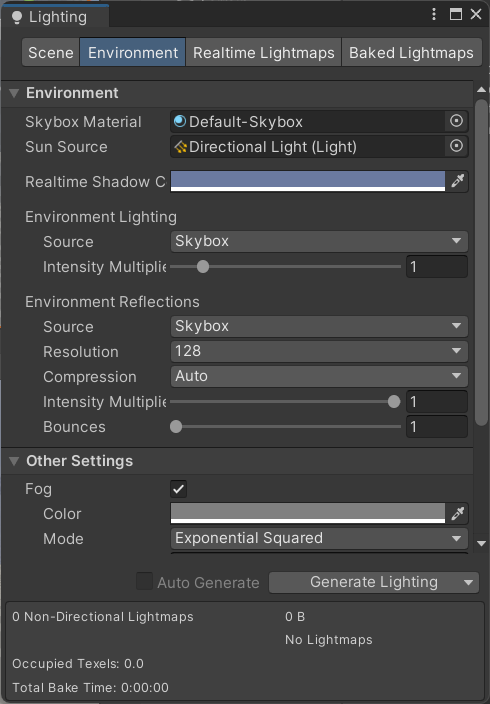 Lighting
Scene Environment Realtime Lightmaps Baked Lightmaps
Environment
Skybox Material Default-Skybox
Sun Source Directional Light (Light)
Realtime Shadow C
Environment Lighting
Source Skybox
Intensity Multiplie 1
Environment Reflections
Source Skybox
Resolution 128
Compression Auto
Intensity Multiplie 1
Bounces 1
Other Settings
Fog
Color
Mode Exponential Squared
Auto Generate Generate Lighting
0 Non-Directional Lightmaps 0 B
No Lightmaps
Occupied Texels: 0.0
Total Bake Time: 0:00:00